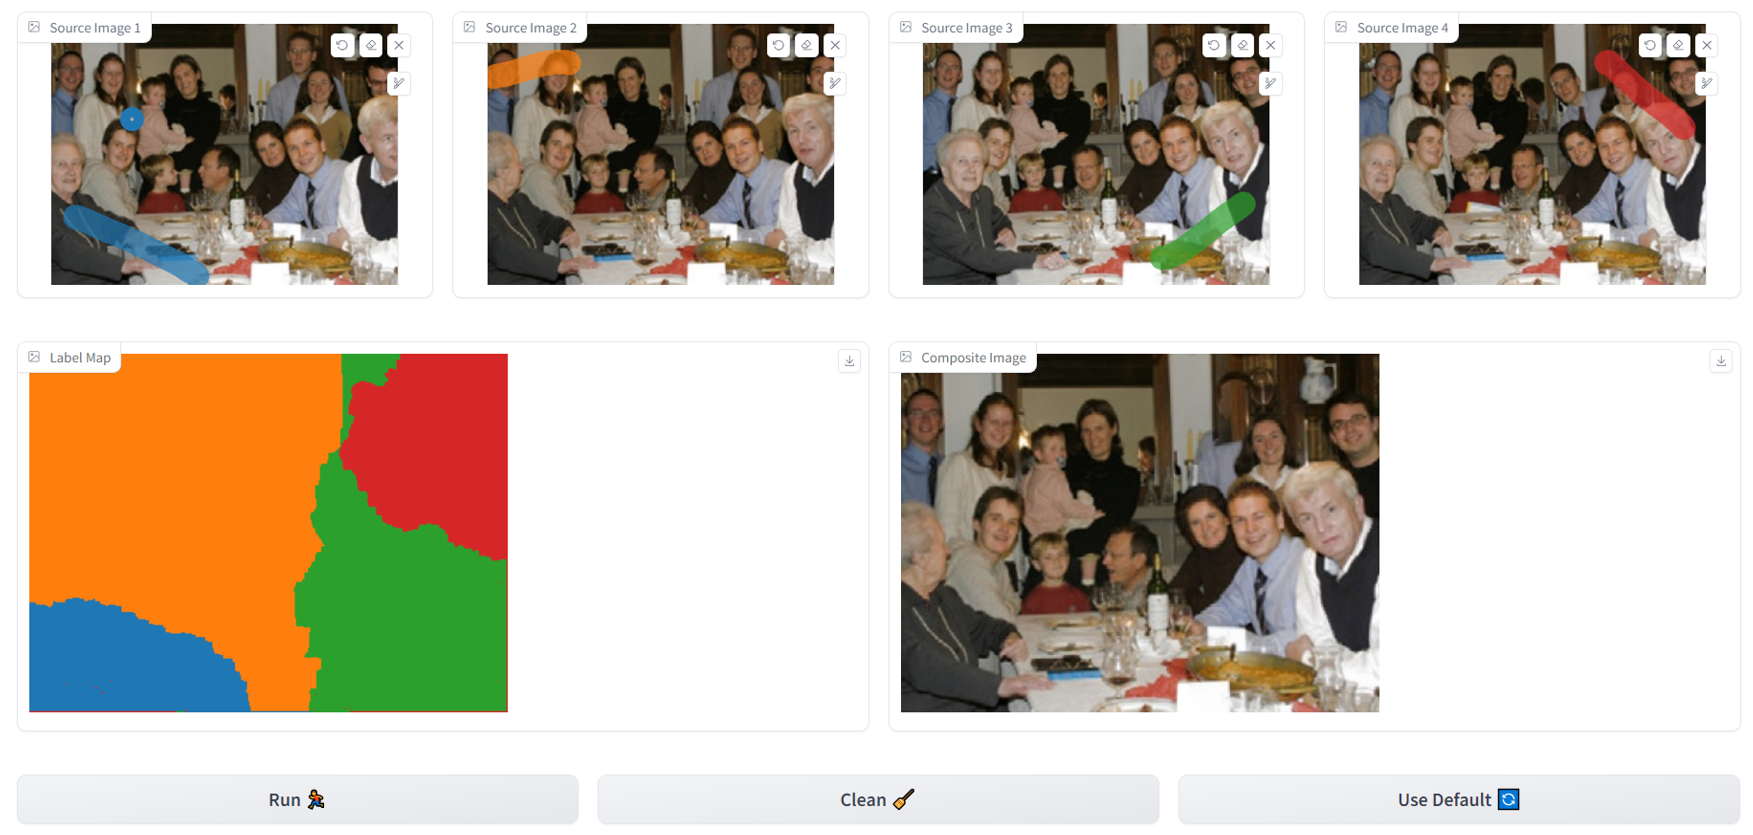 Source Image 1
Source Image 2
Source Image 3
Source Image 4
Label Map
Composite Image
Run
Clean
Use Default